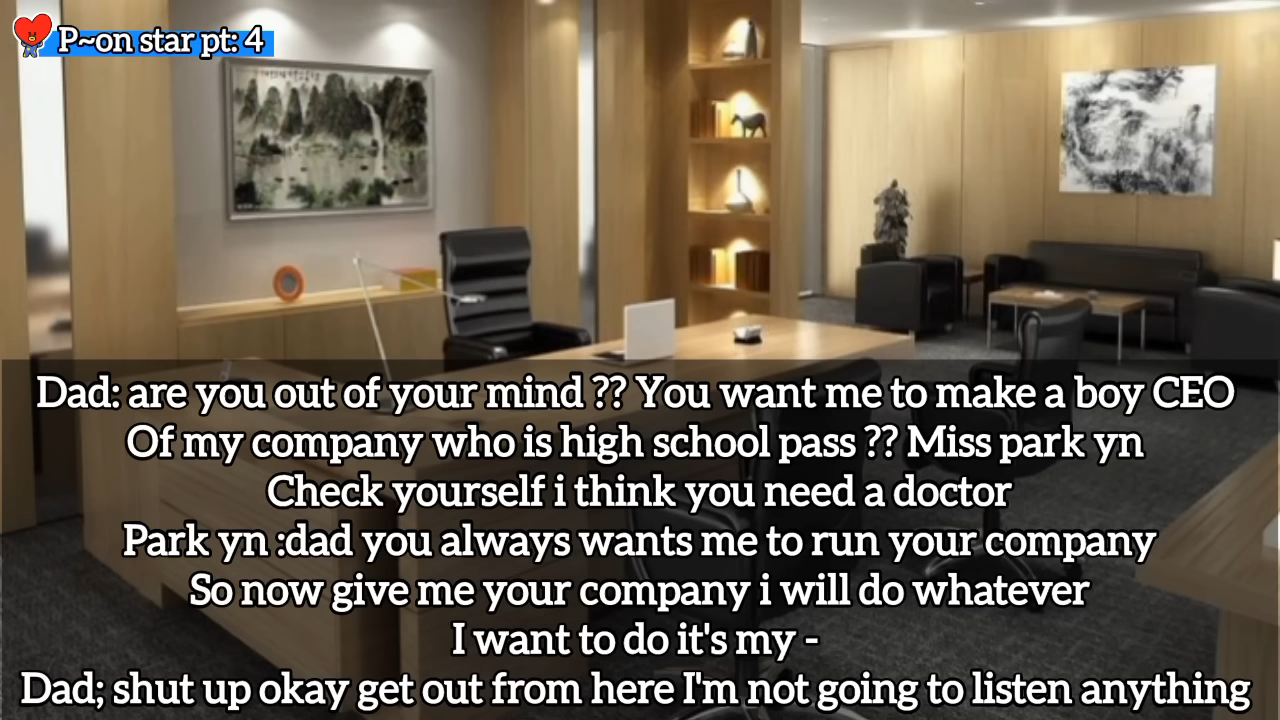 P~on star pt: 4
Dad: are you out of your mind ?? You want me to make a boy CEO
Of my company who is high school pass ?? Miss park yn
Check yourself i think you need a doctor
Park yn :dad you always wants me to run your company
So now give me your company i will do whatever
I want to do it's my -
Dad; shut up okay get out from here I'm not going to listen anything